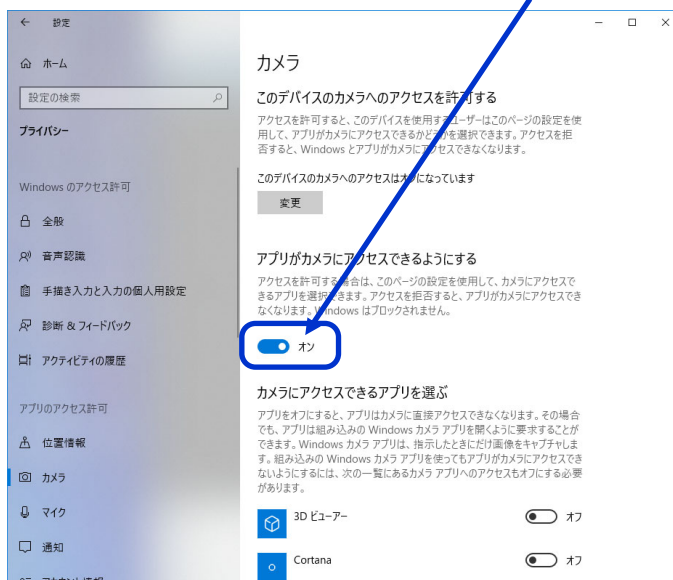 設定
ホーム
設定の検索
プライバシー
Windows のアクセス許可
全般
音声認識
手描き入力と入力の個人用設定
診断 & フィードバック
アクティビティの履歴
アプリのアクセス許可
位置情報
カメラ
マイク
通知
カメラ
このデバイスのカメラへのアクセスを許可する
アクセスを許可すると、このデバイスを使用するユーザーはこのページの設定を使
用して、アプリがカメラにアクセスできるかどうかを選択できます。アクセスを拒
否すると、Windows とアプリがカメラにアクセスできなくなります。
このデバイスのカメラへのアクセスはオンになっています
変更
アプリがカメラにアクセスできるようにする
アクセスを許可する場合は、このページの設定を使用して、カメラにアクセスで
きるアプリを選択できます。アクセスを拒否すると、アプリがカメラにアクセスでき
なくなります。Windows はブロックされません。
オン
カメラにアクセスできるアプリを選ぶ
アプリをオフにすると、アプリはカメラに直接アクセスできなくなります。その場合
でも、アプリは組み込みの Windows カメラ アプリを開くように要求することが
できます。Windows カメラ アプリは、指示したときにだけ画像をキャプチャしま
す。組み込みの Windows カメラ アプリを使ってもアプリがカメラにアクセスでき
ないようにするには、次の一覧にあるカメラ アプリへのアクセスもオフにする必要
があります。
3D ビューアー
オフ
Cortana
オフ